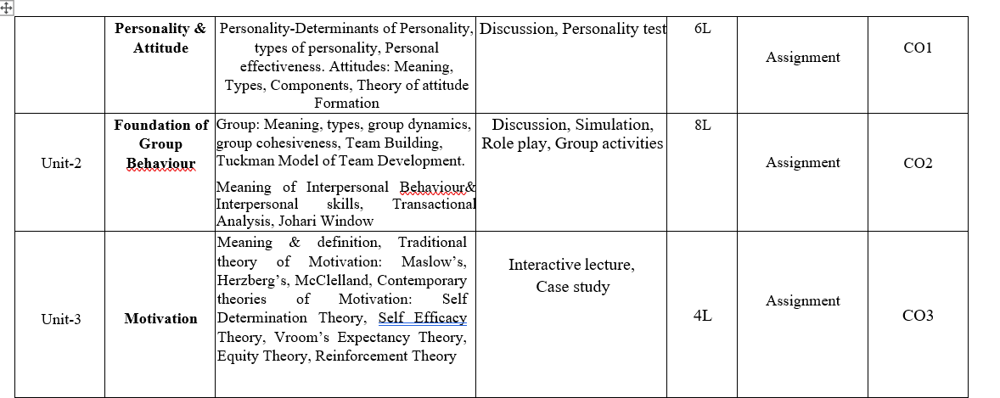 Personality & Attitude
Personality-Determinants of Personality,
types of personality, Personal
effectiveness. Attitudes: Meaning,
Types, Components, Theory of attitude
Formation
Discussion, Personality test
6L
Assignment
CO1
Unit-2
Foundation of
Group
Behaviour
Group: Meaning, types, group dynamics,
group cohesiveness, Team Building,
Tuckman Model of Team Development.
Meaning of Interpersonal Behaviour&
Interpersonal skills, Transactional
Analysis, Johari Window
Discussion, Simulation,
Role play, Group activities
8L
Assignment
CO2
Unit-3
Motivation
Meaning & definition, Traditional
theory of Motivation: Maslow’s,
Herzberg’s, McClelland, Contemporary
theories of Motivation: Self
Determination Theory, Self Efficacy
Theory, Vroom’s Expectancy Theory,
Equity Theory, Reinforcement Theory
Interactive lecture,
Case study
4L
Assignment
CO3